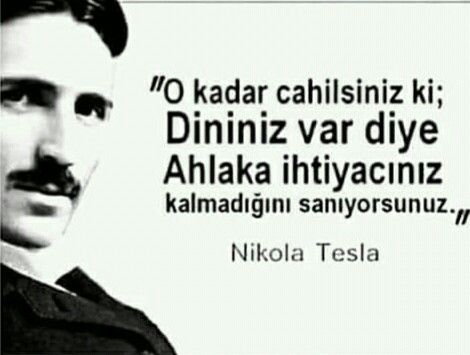 "O kadar cahilsiniz ki;
Dininiz var diye
Ahlaka ihtiyacınız
kalmadığını sanıyorsunuz."
Nikola Tesla